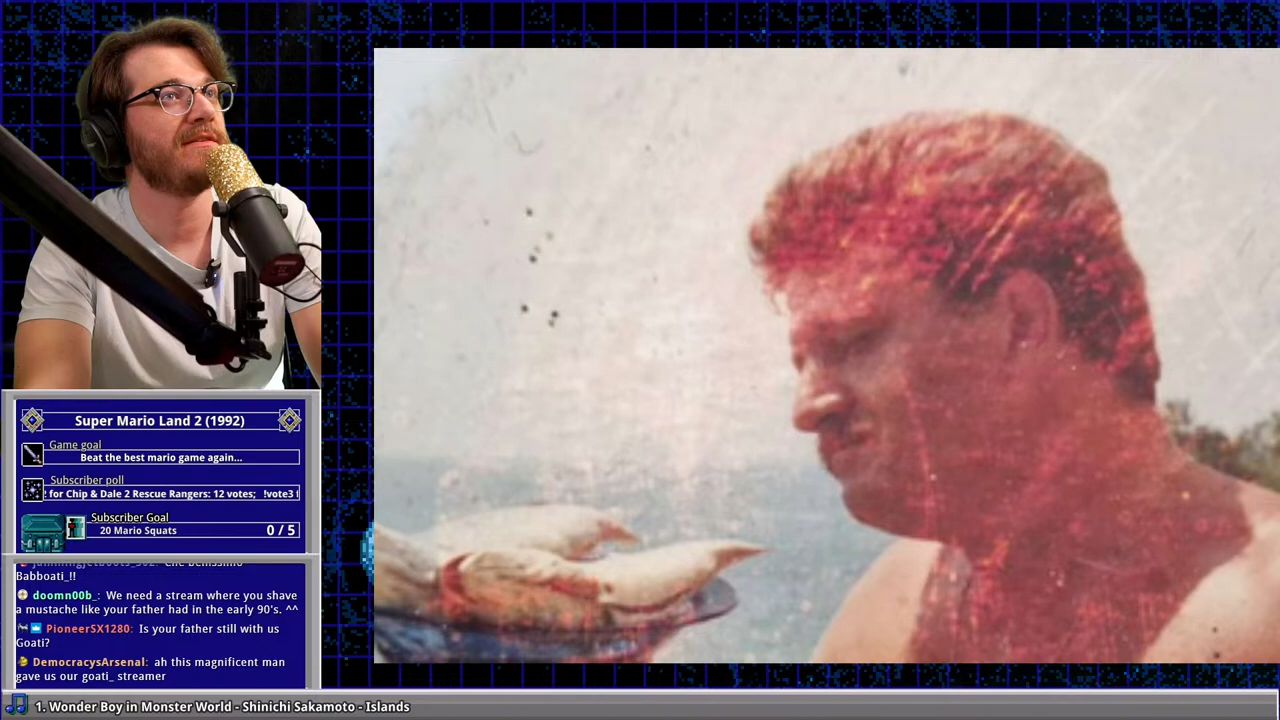 Super Mario Land 2 (1992)
Game goal
Beat the best mario game again...
Subscriber poll
for Chip & Dale 2 Rescue Rangers: 12 votes; !vote3
Subscriber Goal
20 Mario Squats
0 / 5
Babboati_!!
doomn00b_: We need a stream where you shave
a mustache like your father had in the early 90's. ^^
PioneerSX1280: Is your father still with us
Goati?
DemocracysArsenal: ah this magnificent man
gave us our goati_ streamer
1. Wonder Boy in Monster World - Shinichi Sakamoto - Islands